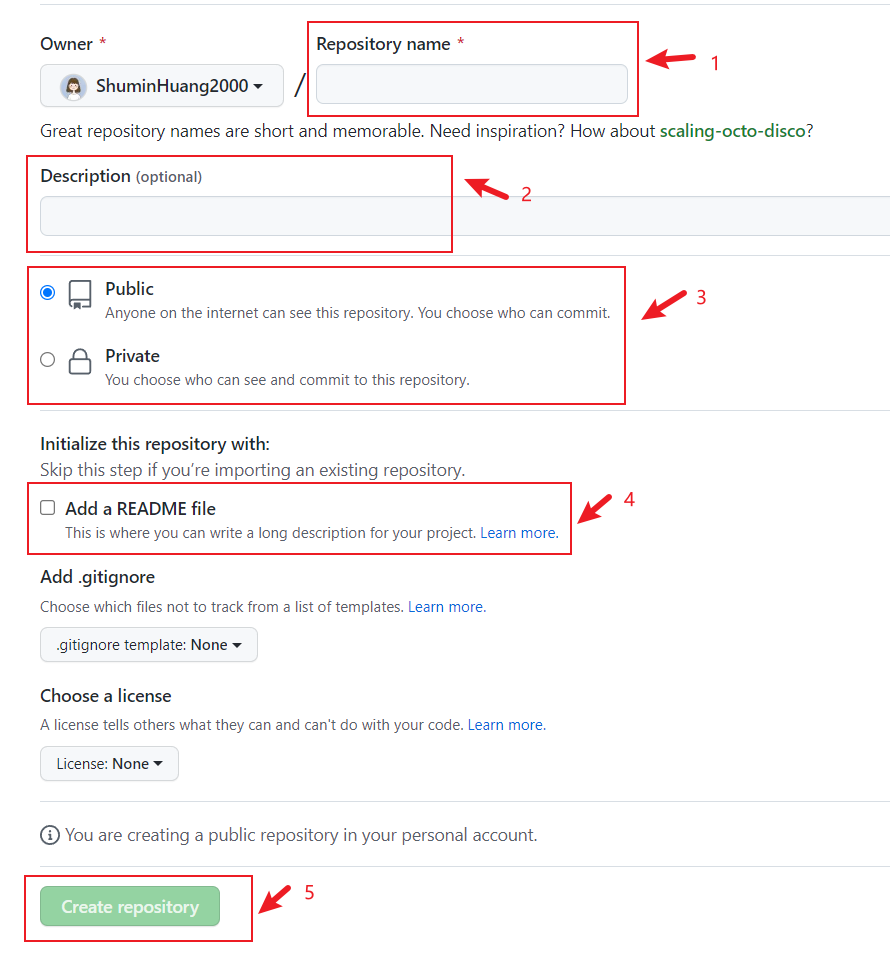 Owner * Repository name * 1
ShuminHuang2000 /
Great repository names are short and memorable. Need inspiration? How about scaling-octo-disco?
Description (optional) 2
Public 3
Anyone on the internet can see this repository. You choose who can commit.
Private
You choose who can see and commit to this repository.
Initialize this repository with:
Skip this step if you’re importing an existing repository.
Add a README file 4
This is where you can write a long description for your project. Learn more.
Add .gitignore
Choose which files not to track from a list of templates. Learn more.
.gitignore template: None
Choose a license
A license tells others what they can and can't do with your code. Learn more.
License: None
You are creating a public repository in your personal account.
Create repository 5